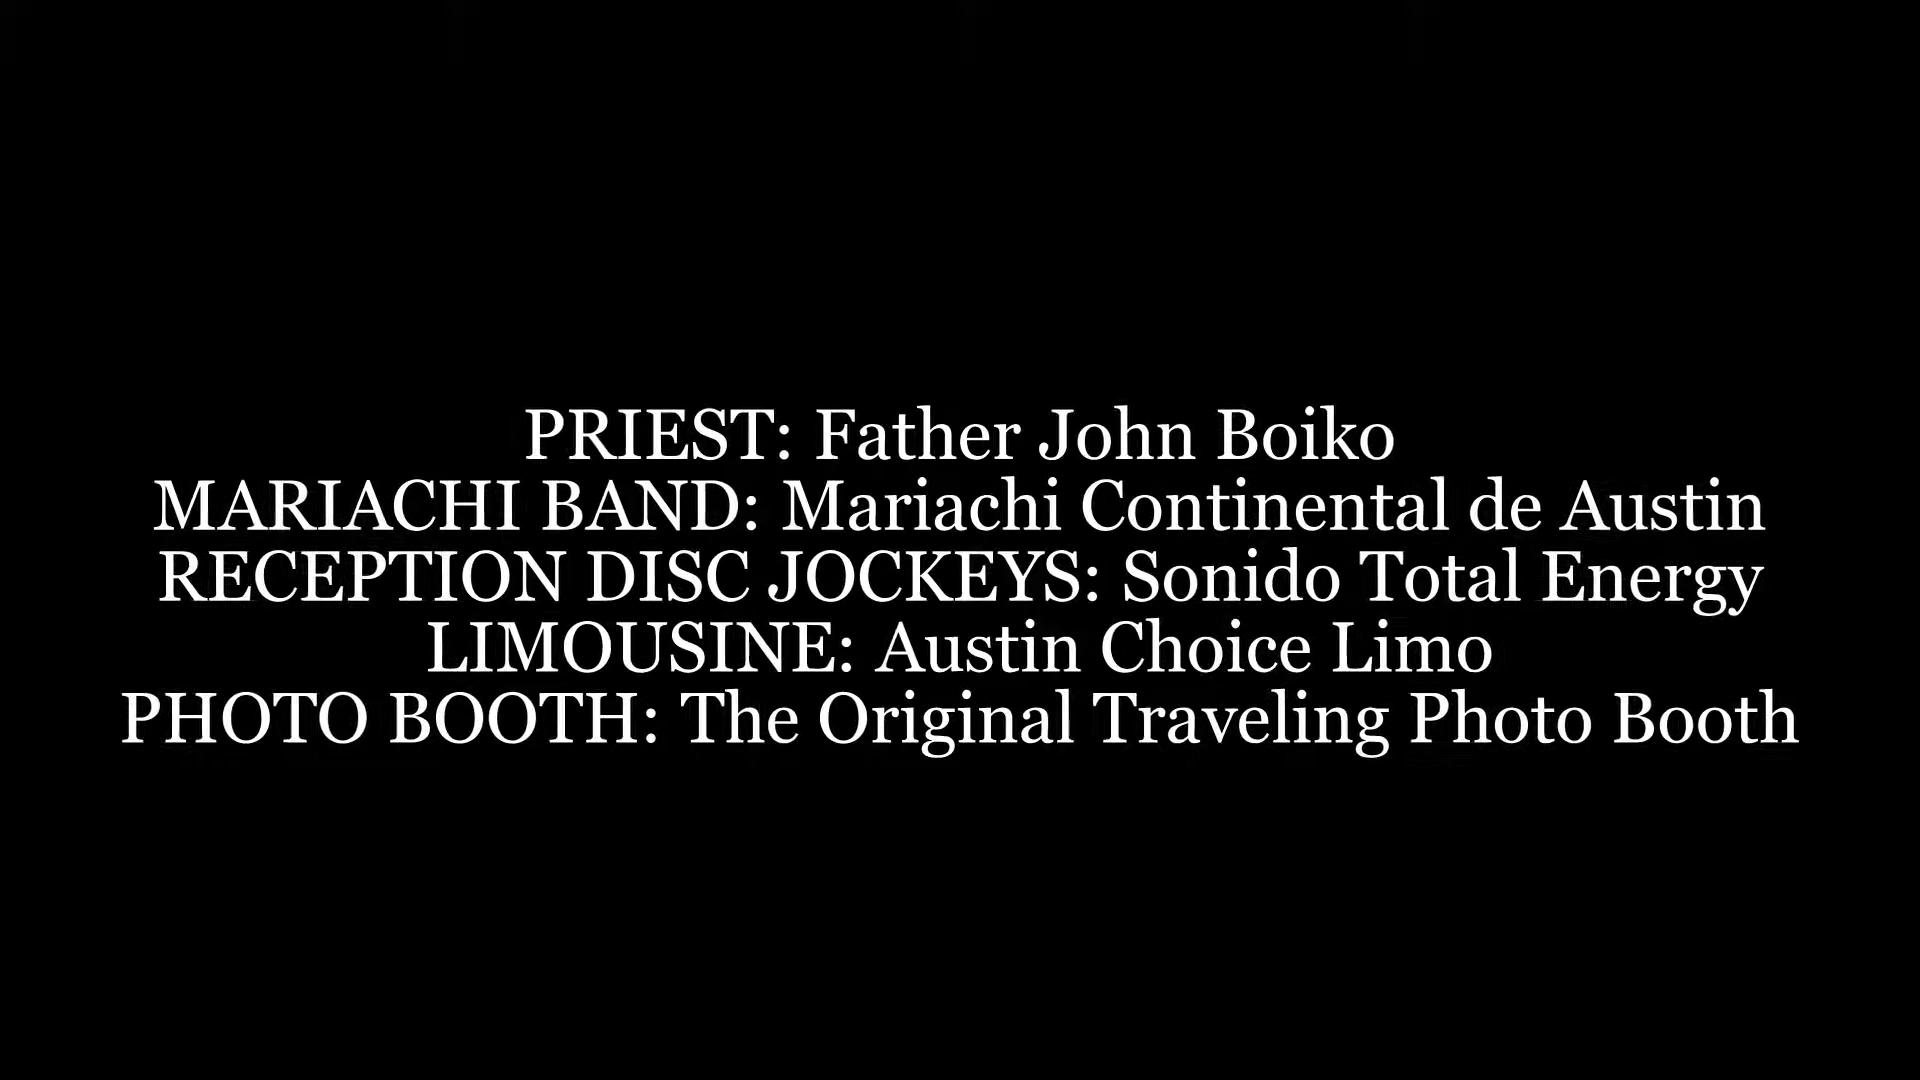 PRIEST: Father John Boiko
MARIACHI BAND: Mariachi Continental de Austin
RECEPTION DISC JOCKEYS: Sonido Total Energy
LIMOUSINE: Austin Choice Limo
PHOTO BOOTH: The Original Traveling Photo Booth